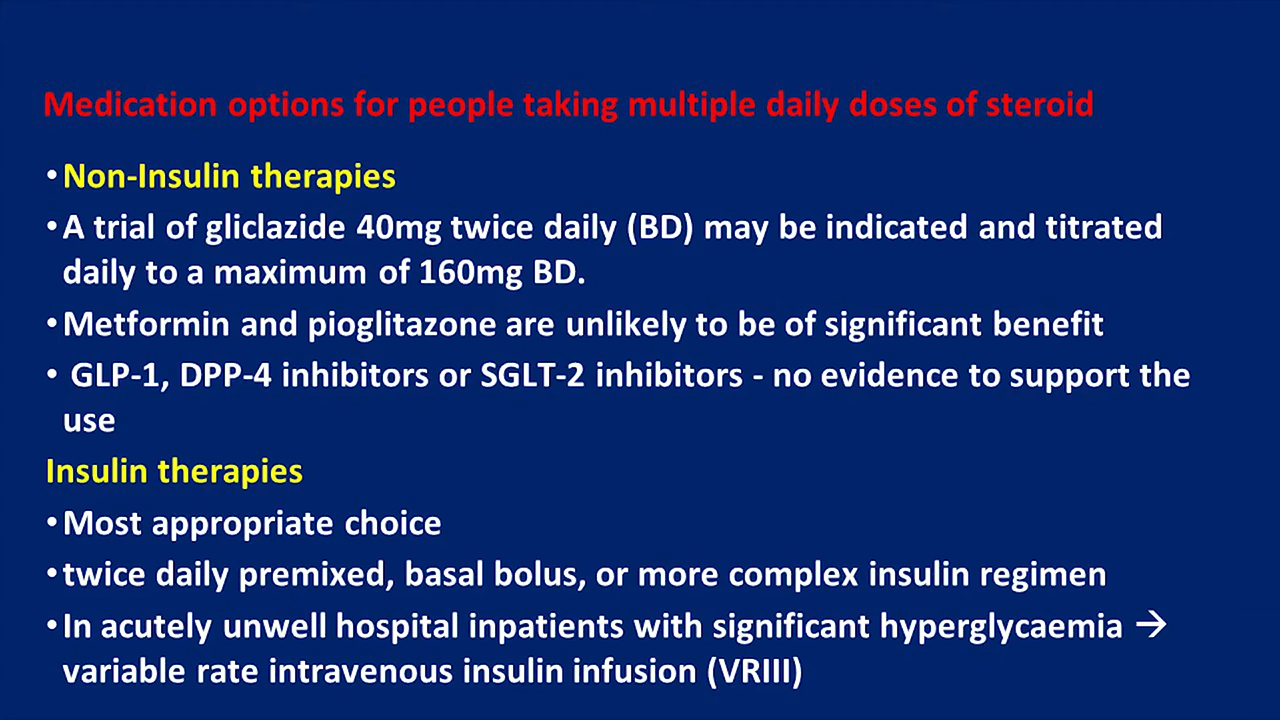 Medication options for people taking multiple daily doses of steroid
•Non-Insulin therapies
•A trial of gliclazide 40mg twice daily (BD) may be indicated and titrated
daily to a maximum of 160mg BD.
•Metformin and pioglitazone are unlikely to be of significant benefit
• GLP-1, DPP-4 inhibitors or SGLT-2 inhibitors - no evidence to support the
use
Insulin therapies
•Most appropriate choice
•twice daily premixed, basal bolus, or more complex insulin regimen
•In acutely unwell hospital inpatients with significant hyperglycaemia →
variable rate intravenous insulin infusion (VRIII)